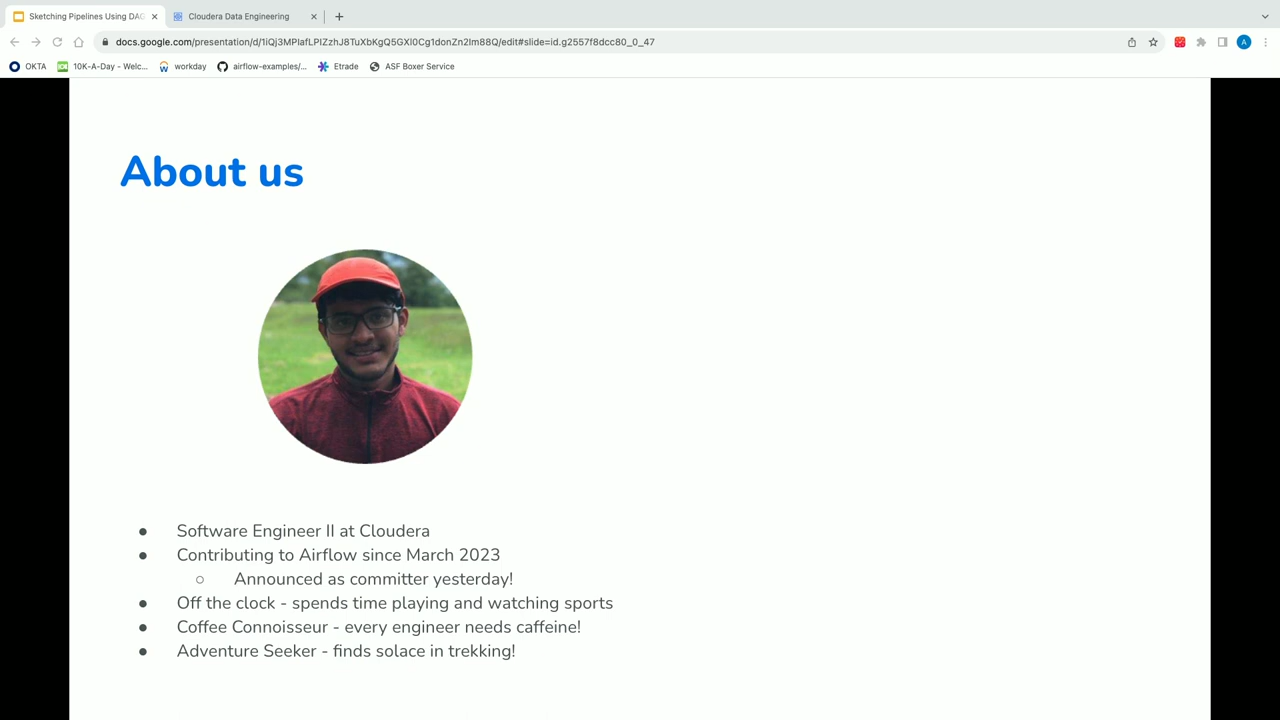 Sketching Pipelines Using DAG
Cloudera Data Engineering
docs.google.com/presentation/d/1iQj3MPIafLPIZzhJ8TuXbKgQ5GXl0Cg1donZn2lm88Q/edit#slide=id.g2557f8dcc80_0_47
A
OKTA
10K-A-Day - Welc...
workday
airflow-examples/...
Etrade
ASF Boxer Service
About us
● Software Engineer II at Cloudera
● Contributing to Airflow since March 2023
○ Announced as committer yesterday!
● Off the clock - spends time playing and watching sports
● Coffee Connoisseur - every engineer needs caffeine!
● Adventure Seeker - finds solace in trekking!